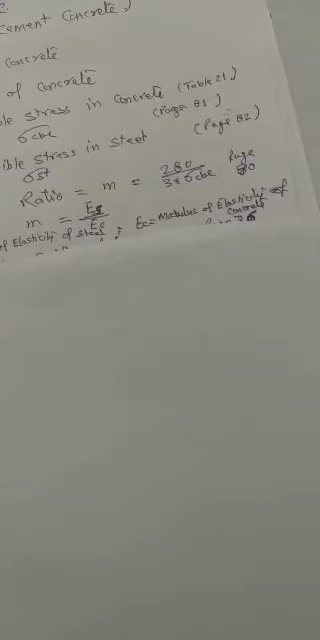 Cement Concrete)
Concrete
of concrete
ble stress in concrete (Table 21)
σcbc (Page 81)
ible stress in steel (Page 82)
σst
Ratio = m = 280/3*σcbc Page 80
m = Es/Ec
of Elasticity of steel ; Ec = Modulus of Elasticity of concrete